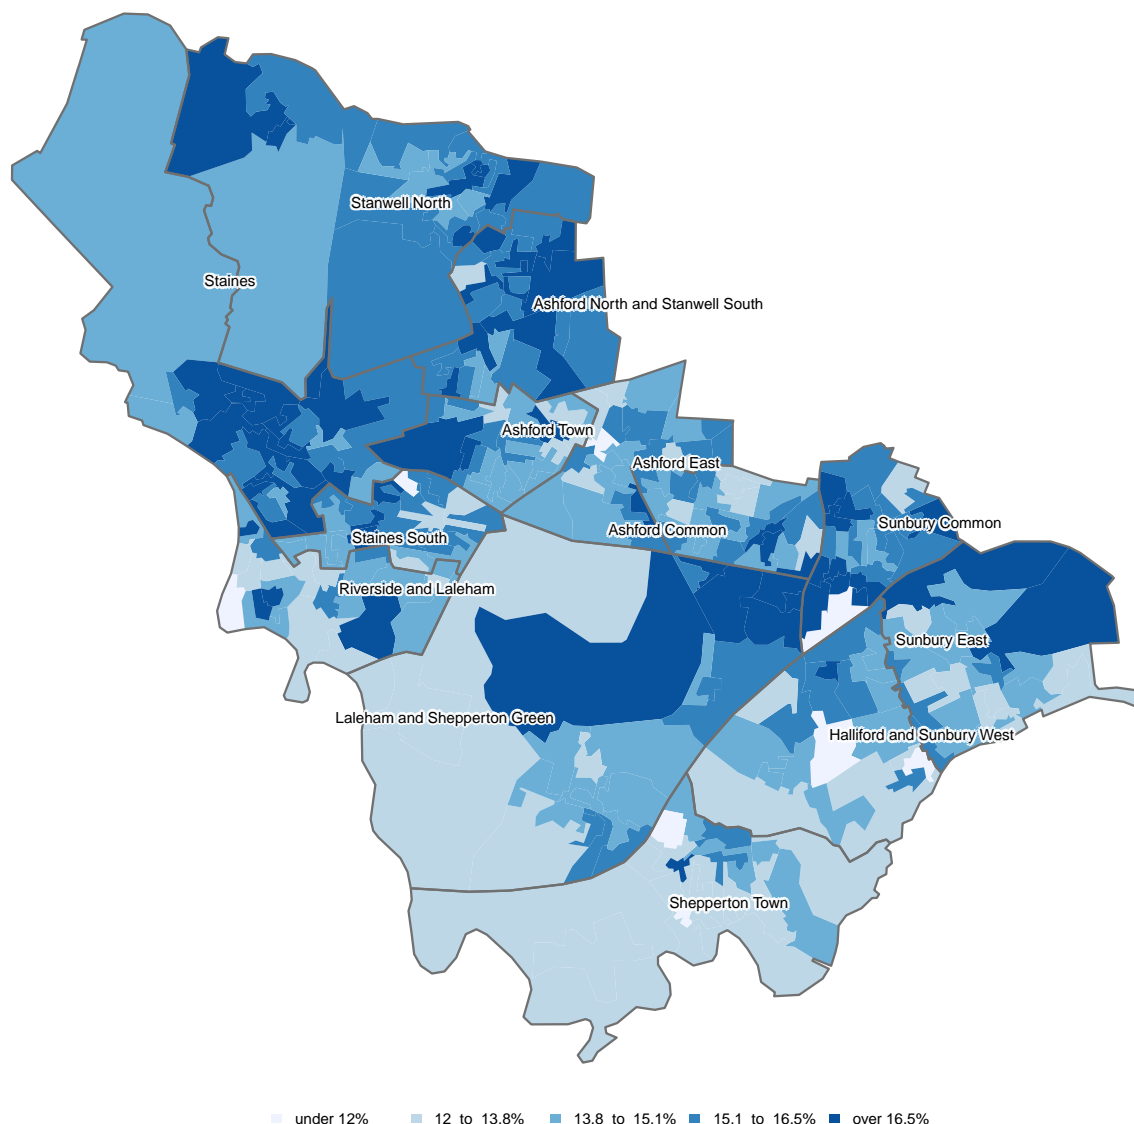 Stanwell North
Staines
Ashford North and Stanwell South
Ashford Town
Ashford East
Sunbury Common
Ashford Common
Staines South
Riverside and Laleham
Sunbury East
Laleham and Shepperton Green
Halliford and Sunbury West
Shepperton Town
under 12% 12 to 13.8% 13.8 to 15.1% 15.1 to 16.5% over 16.5%